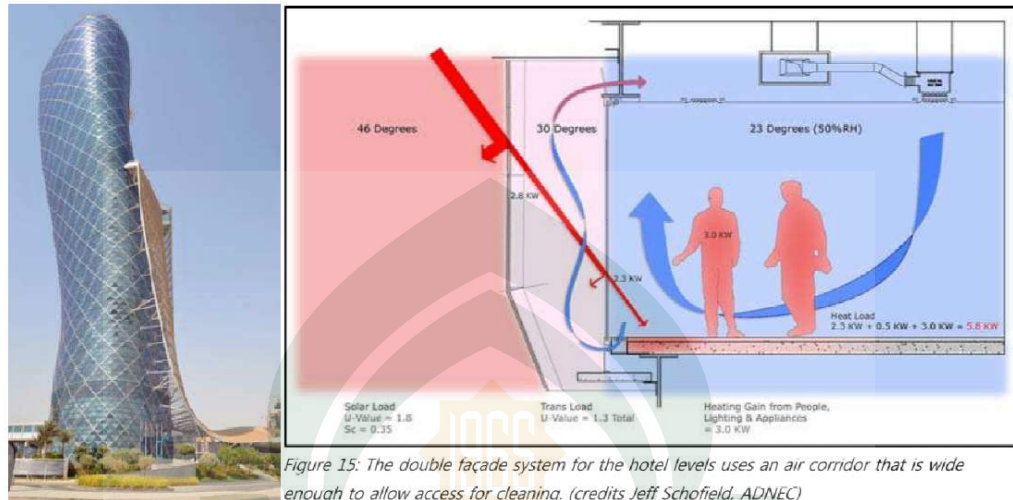 46 Degrees
30 Degrees
23 Degrees (50%RH)
2.8 KW
3.0 KW
2.3 KW
Heat Load
2.3 KW + 0.5 KW + 3.0 KW = 5.8 KW
Solar Load
U-Value = 1.8
Sc = 0.35
Trans Load
U-Value = 1.3 Total
Heating Gain from People,
Lighting & Appliances
= 3.0 KW
Figure 15: The double façade system for the hotel levels uses an air corridor that is wide
enough to allow access for cleaning. (credits Jeff Schofield, ADNEC)